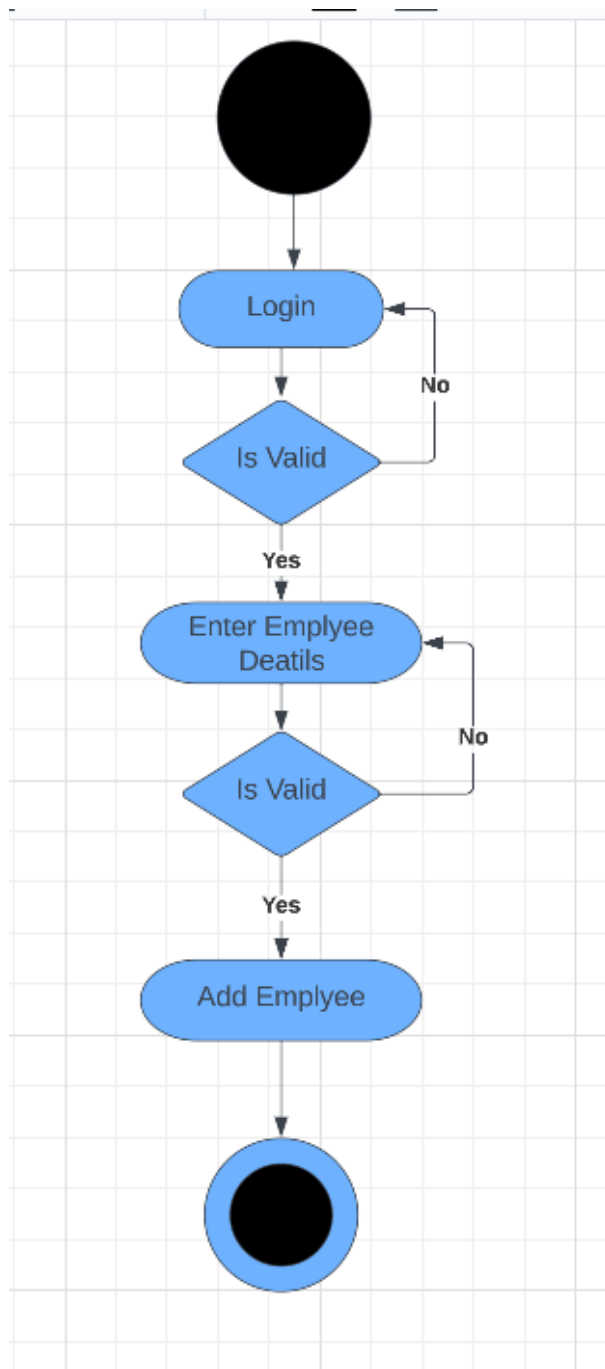 Login
No
Is Valid
Yes
Enter Emplyee
Deatils
No
Is Valid
Yes
Add Emplyee